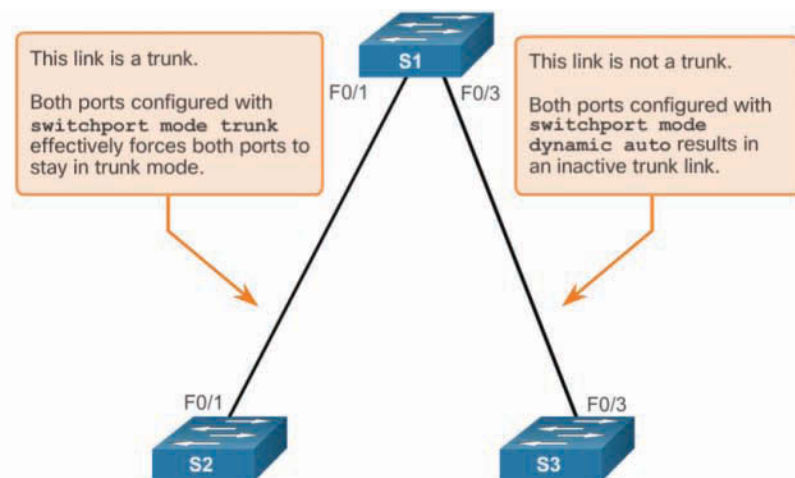 This link is a trunk.
Both ports configured with
switchport mode trunk
effectively forces both ports to
stay in trunk mode.
S1
F0/1
F0/3
This link is not a trunk.
Both ports configured with
switchport mode
dynamic auto results in
an inactive trunk link.
F0/1
S2
F0/3
S3